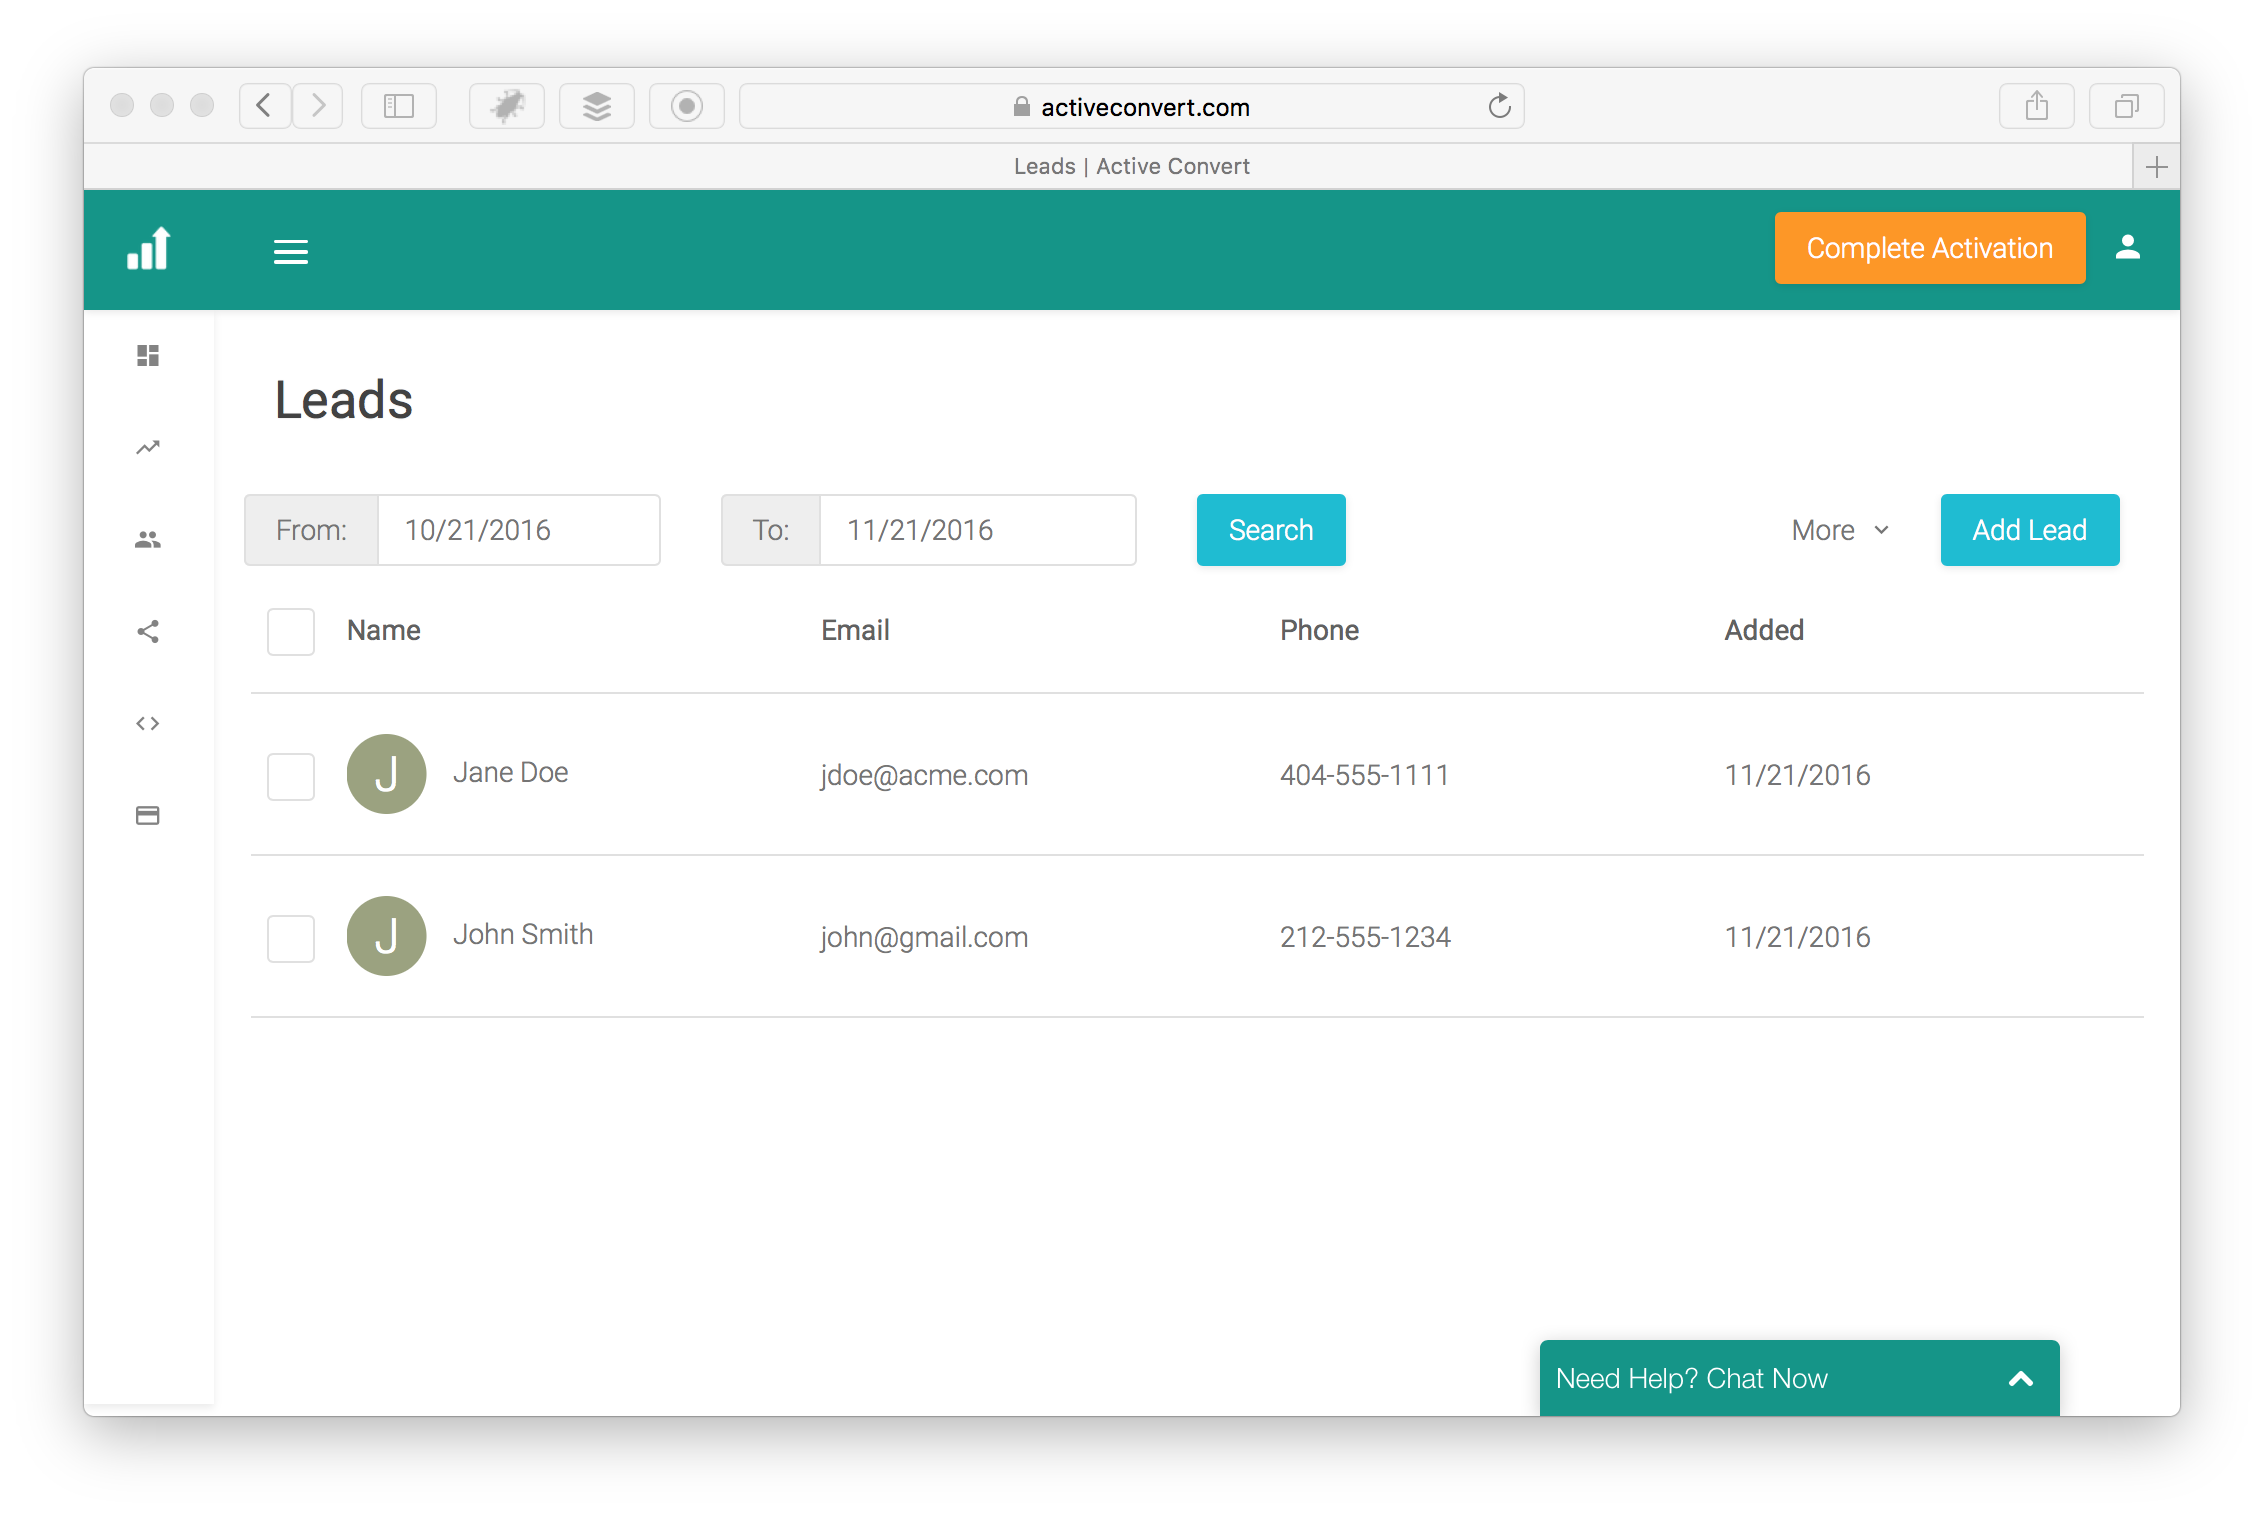 activeconvert.com
Leads | Active Convert
Complete Activation
Leads
From: 10/21/2016 To: 11/21/2016 Search More Add Lead
Name Email Phone Added
J Jane Doe jdoe@acme.com 404-555-1111 11/21/2016
J John Smith john@gmail.com 212-555-1234 11/21/2016
Need Help? Chat Now